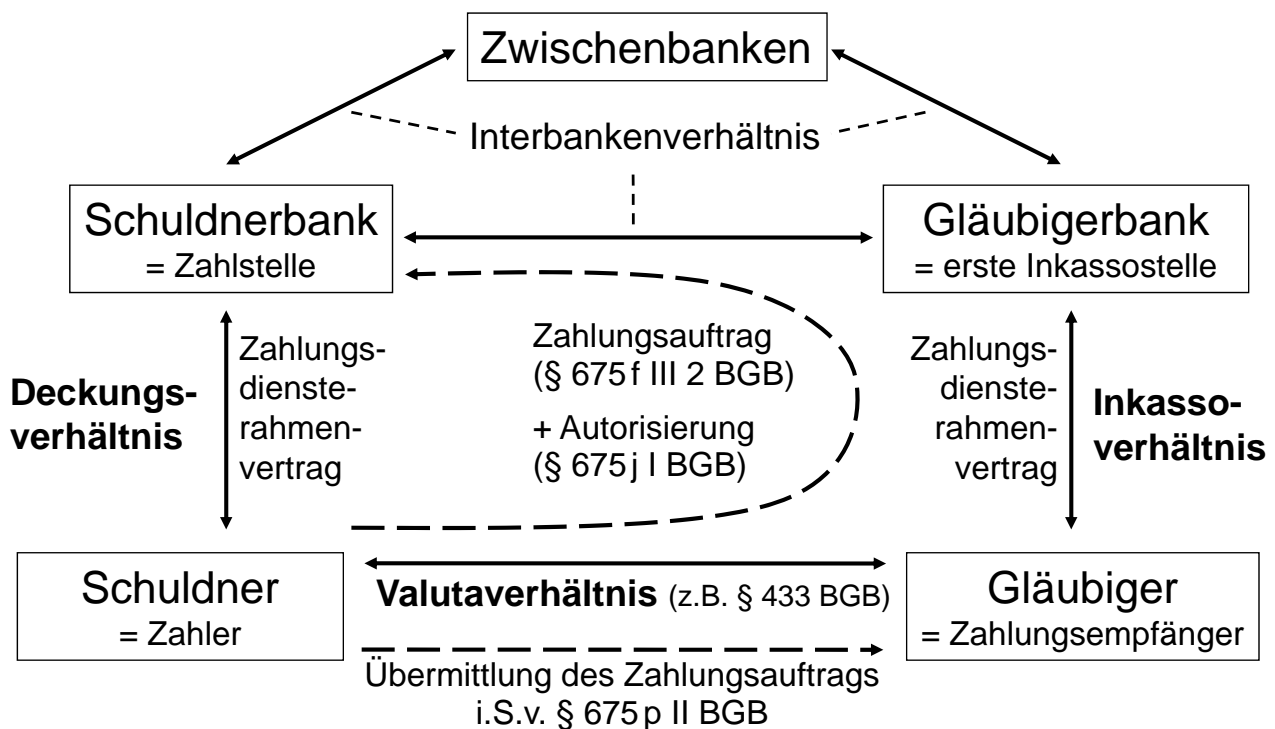 Zwischenbanken
Interbankenverhältnis
Schuldnerbank
= Zahlstelle
Gläubigerbank
= erste Inkassostelle
Deckungs-
verhältnis
Zahlungs-
dienste-
rahmen-
vertrag
Zahlungsauftrag
(§ 675 f III 2 BGB)
+ Autorisierung
(§ 675 j I BGB)
Zahlungs-
dienste-
rahmen-
vertrag
Inkasso-
verhältnis
Schuldner
= Zahler
Valutaverhältnis (z.B. § 433 BGB)
Gläubiger
= Zahlungsempfänger
Übermittlung des Zahlungsauftrags
i.S.v. § 675 p II BGB